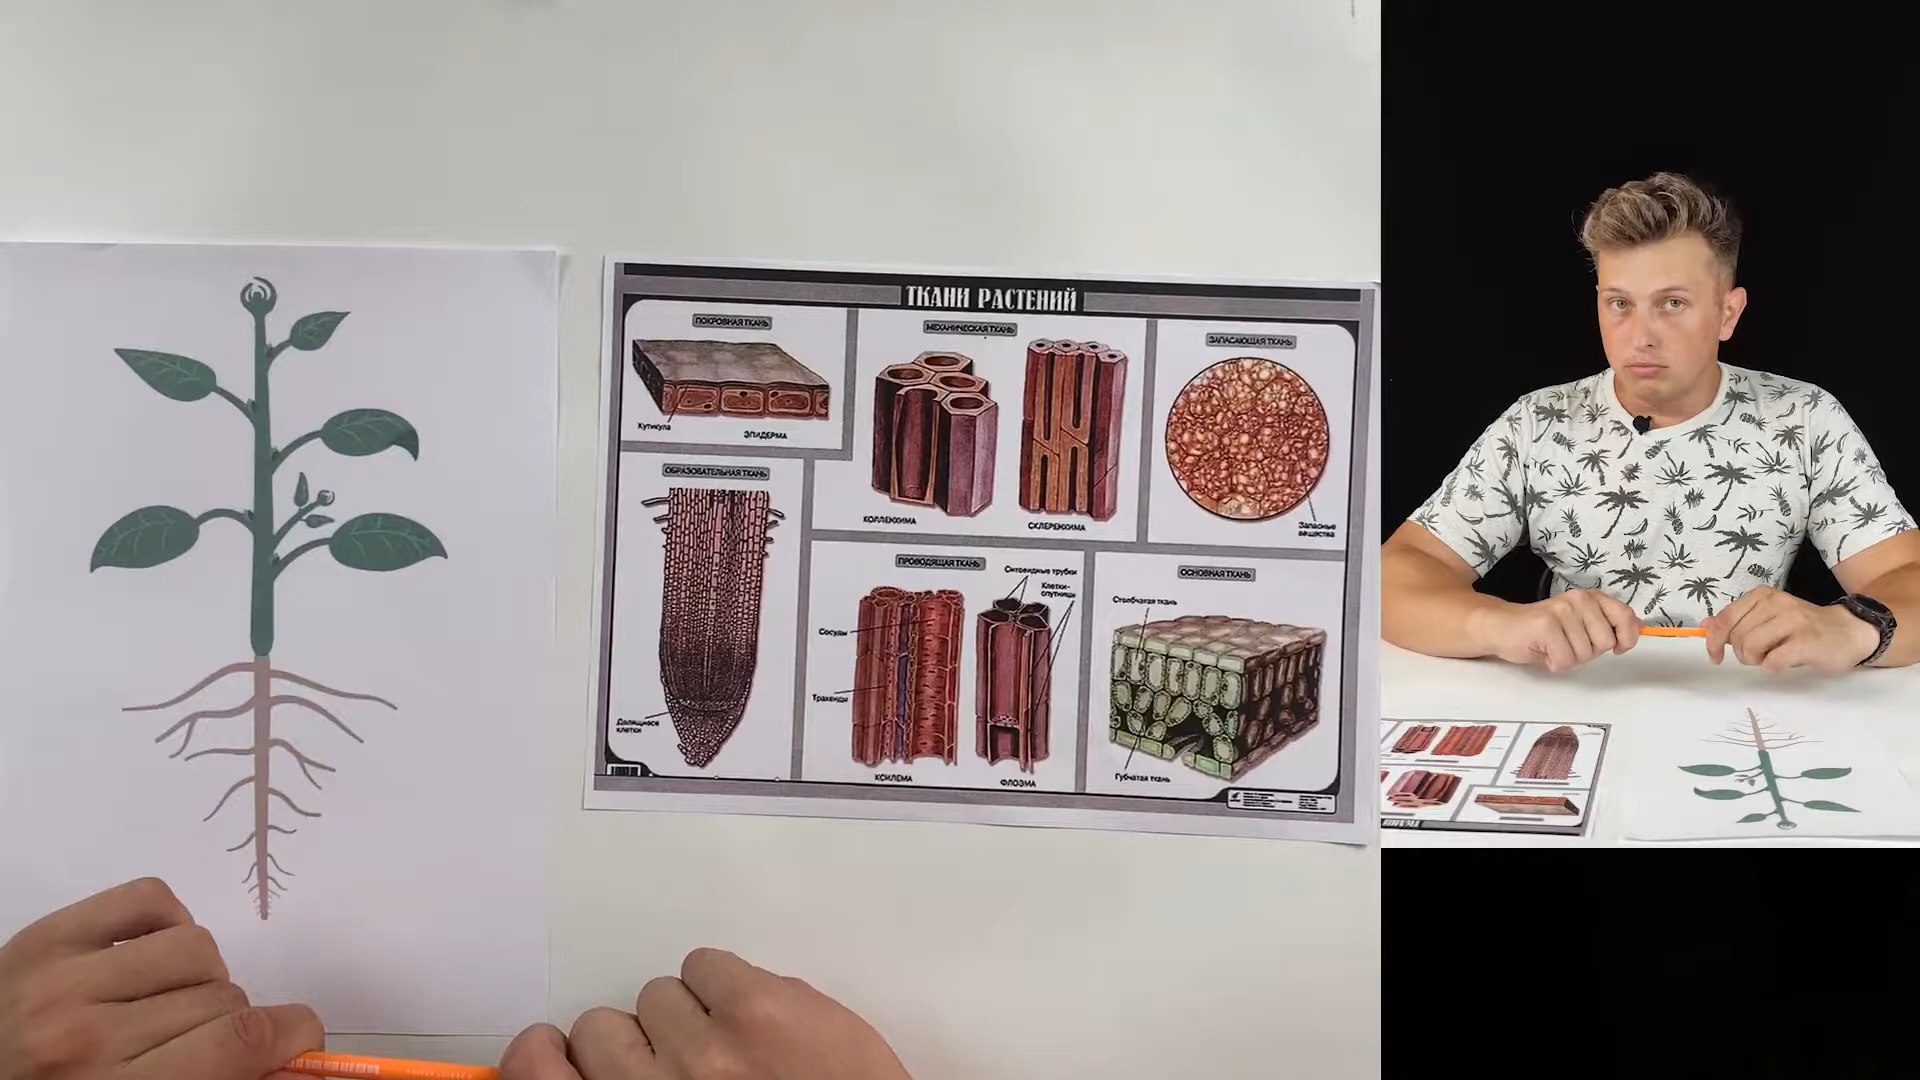 ТКАНИ РАСТЕНИЙ
ПОКРОВНАЯ ТКАНЬ
Кутикула
ЭПИДЕРМА
МЕХАНИЧЕСКАЯ ТКАНЬ
КОЛЛЕНХИМА
СКЛЕРЕНХИМА
ЗАПАСАЮЩАЯ ТКАНЬ
Запасные
вещества
ОБРАЗОВАТЕЛЬНАЯ ТКАНЬ
Делящиеся
клетки
ПРОВОДЯЩАЯ ТКАНЬ
Ситовидные трубки
Клетки-
спутницы
Сосуды
Трахеиды
КСИЛЕМА
ФЛОЭМА
ОСНОВНАЯ ТКАНЬ
Столбчатая ткань
Губчатая ткань